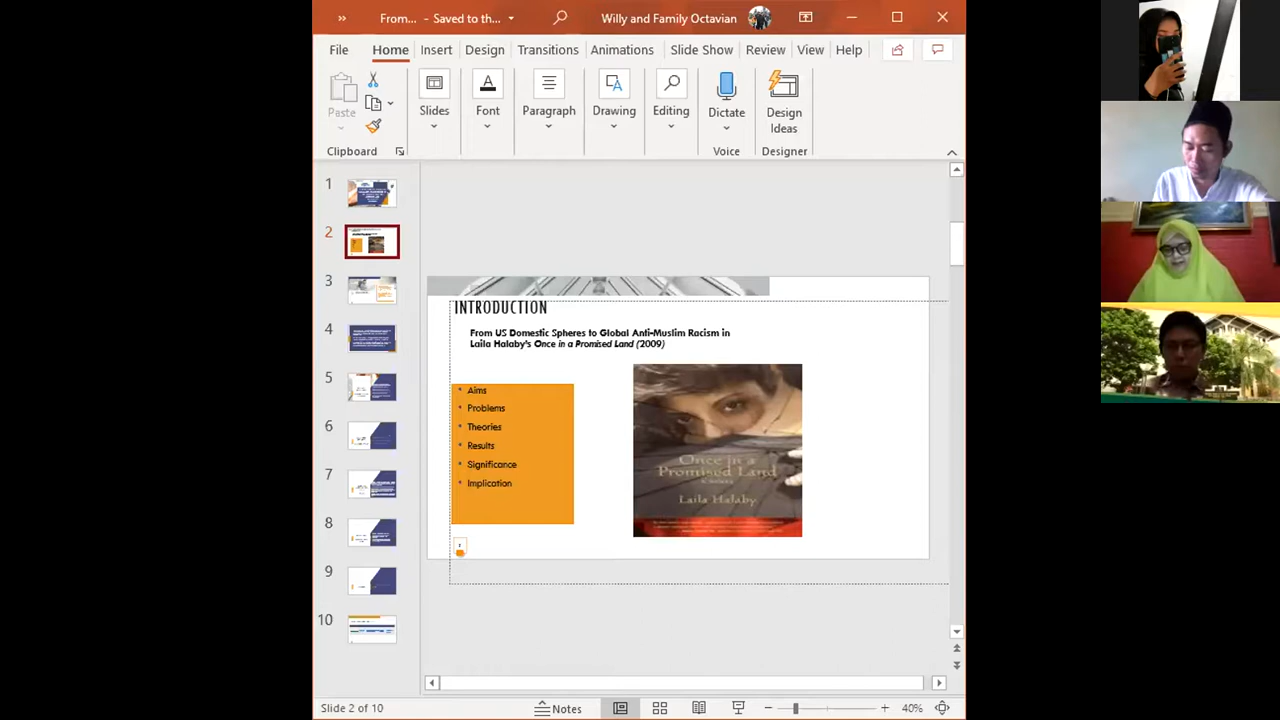 » From... - Saved to th... Willy and Family Octavian
File Home Insert Design Transitions Animations Slide Show Review View Help
Paste Slides Font Paragraph Drawing Editing Dictate Design
Ideas
Clipboard Voice Designer
1
2
3
4
5
6
7
8
9
10
INTRODUCTION
From US Domestic Spheres to Global Anti-Muslim Racism in
Laila Halaby's Once in a Promised Land (2009)
• Aims
• Problems
• Theories
• Results
• Significance
• Implication
Once in a
Promised Land
Laila Halaby
Slide 2 of 10 Notes 40%